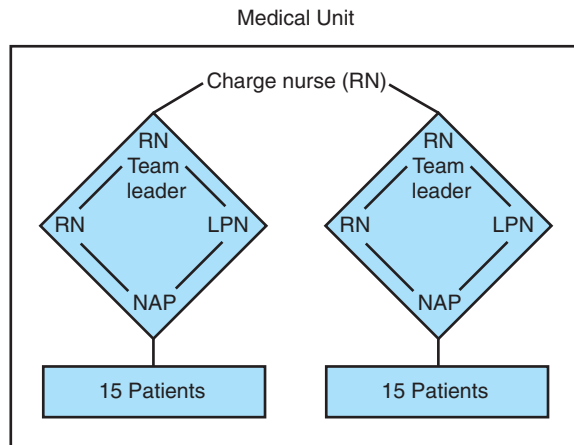 Medical Unit
Charge nurse (RN)
RN
Team
leader
RN
LPN
NAP
15 Patients
RN
Team
leader
RN
LPN
NAP
15 Patients